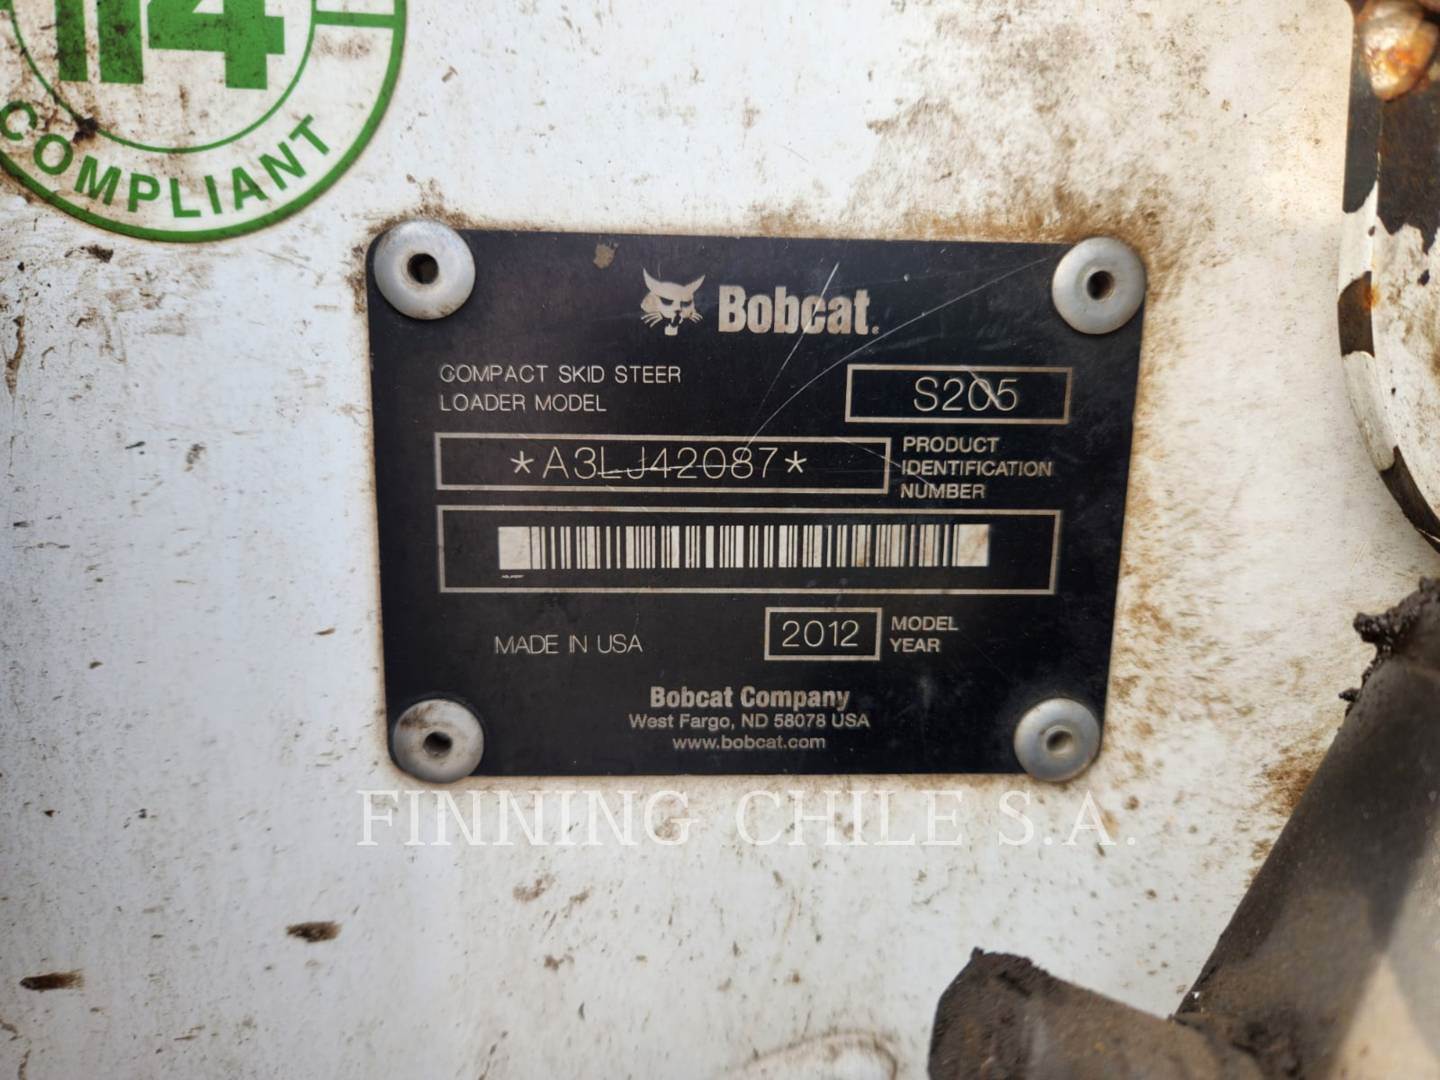 114
COMPLIANT
Bobcat.
COMPACT SKID STEER
LOADER MODEL
S205
*A3LJ42087*
PRODUCT
IDENTIFICATION
NUMBER
MADE IN USA
2012
MODEL
YEAR
Bobcat Company
West Fargo, ND 58078 USA
www.bobcat.com
FINNING CHILE S.A.